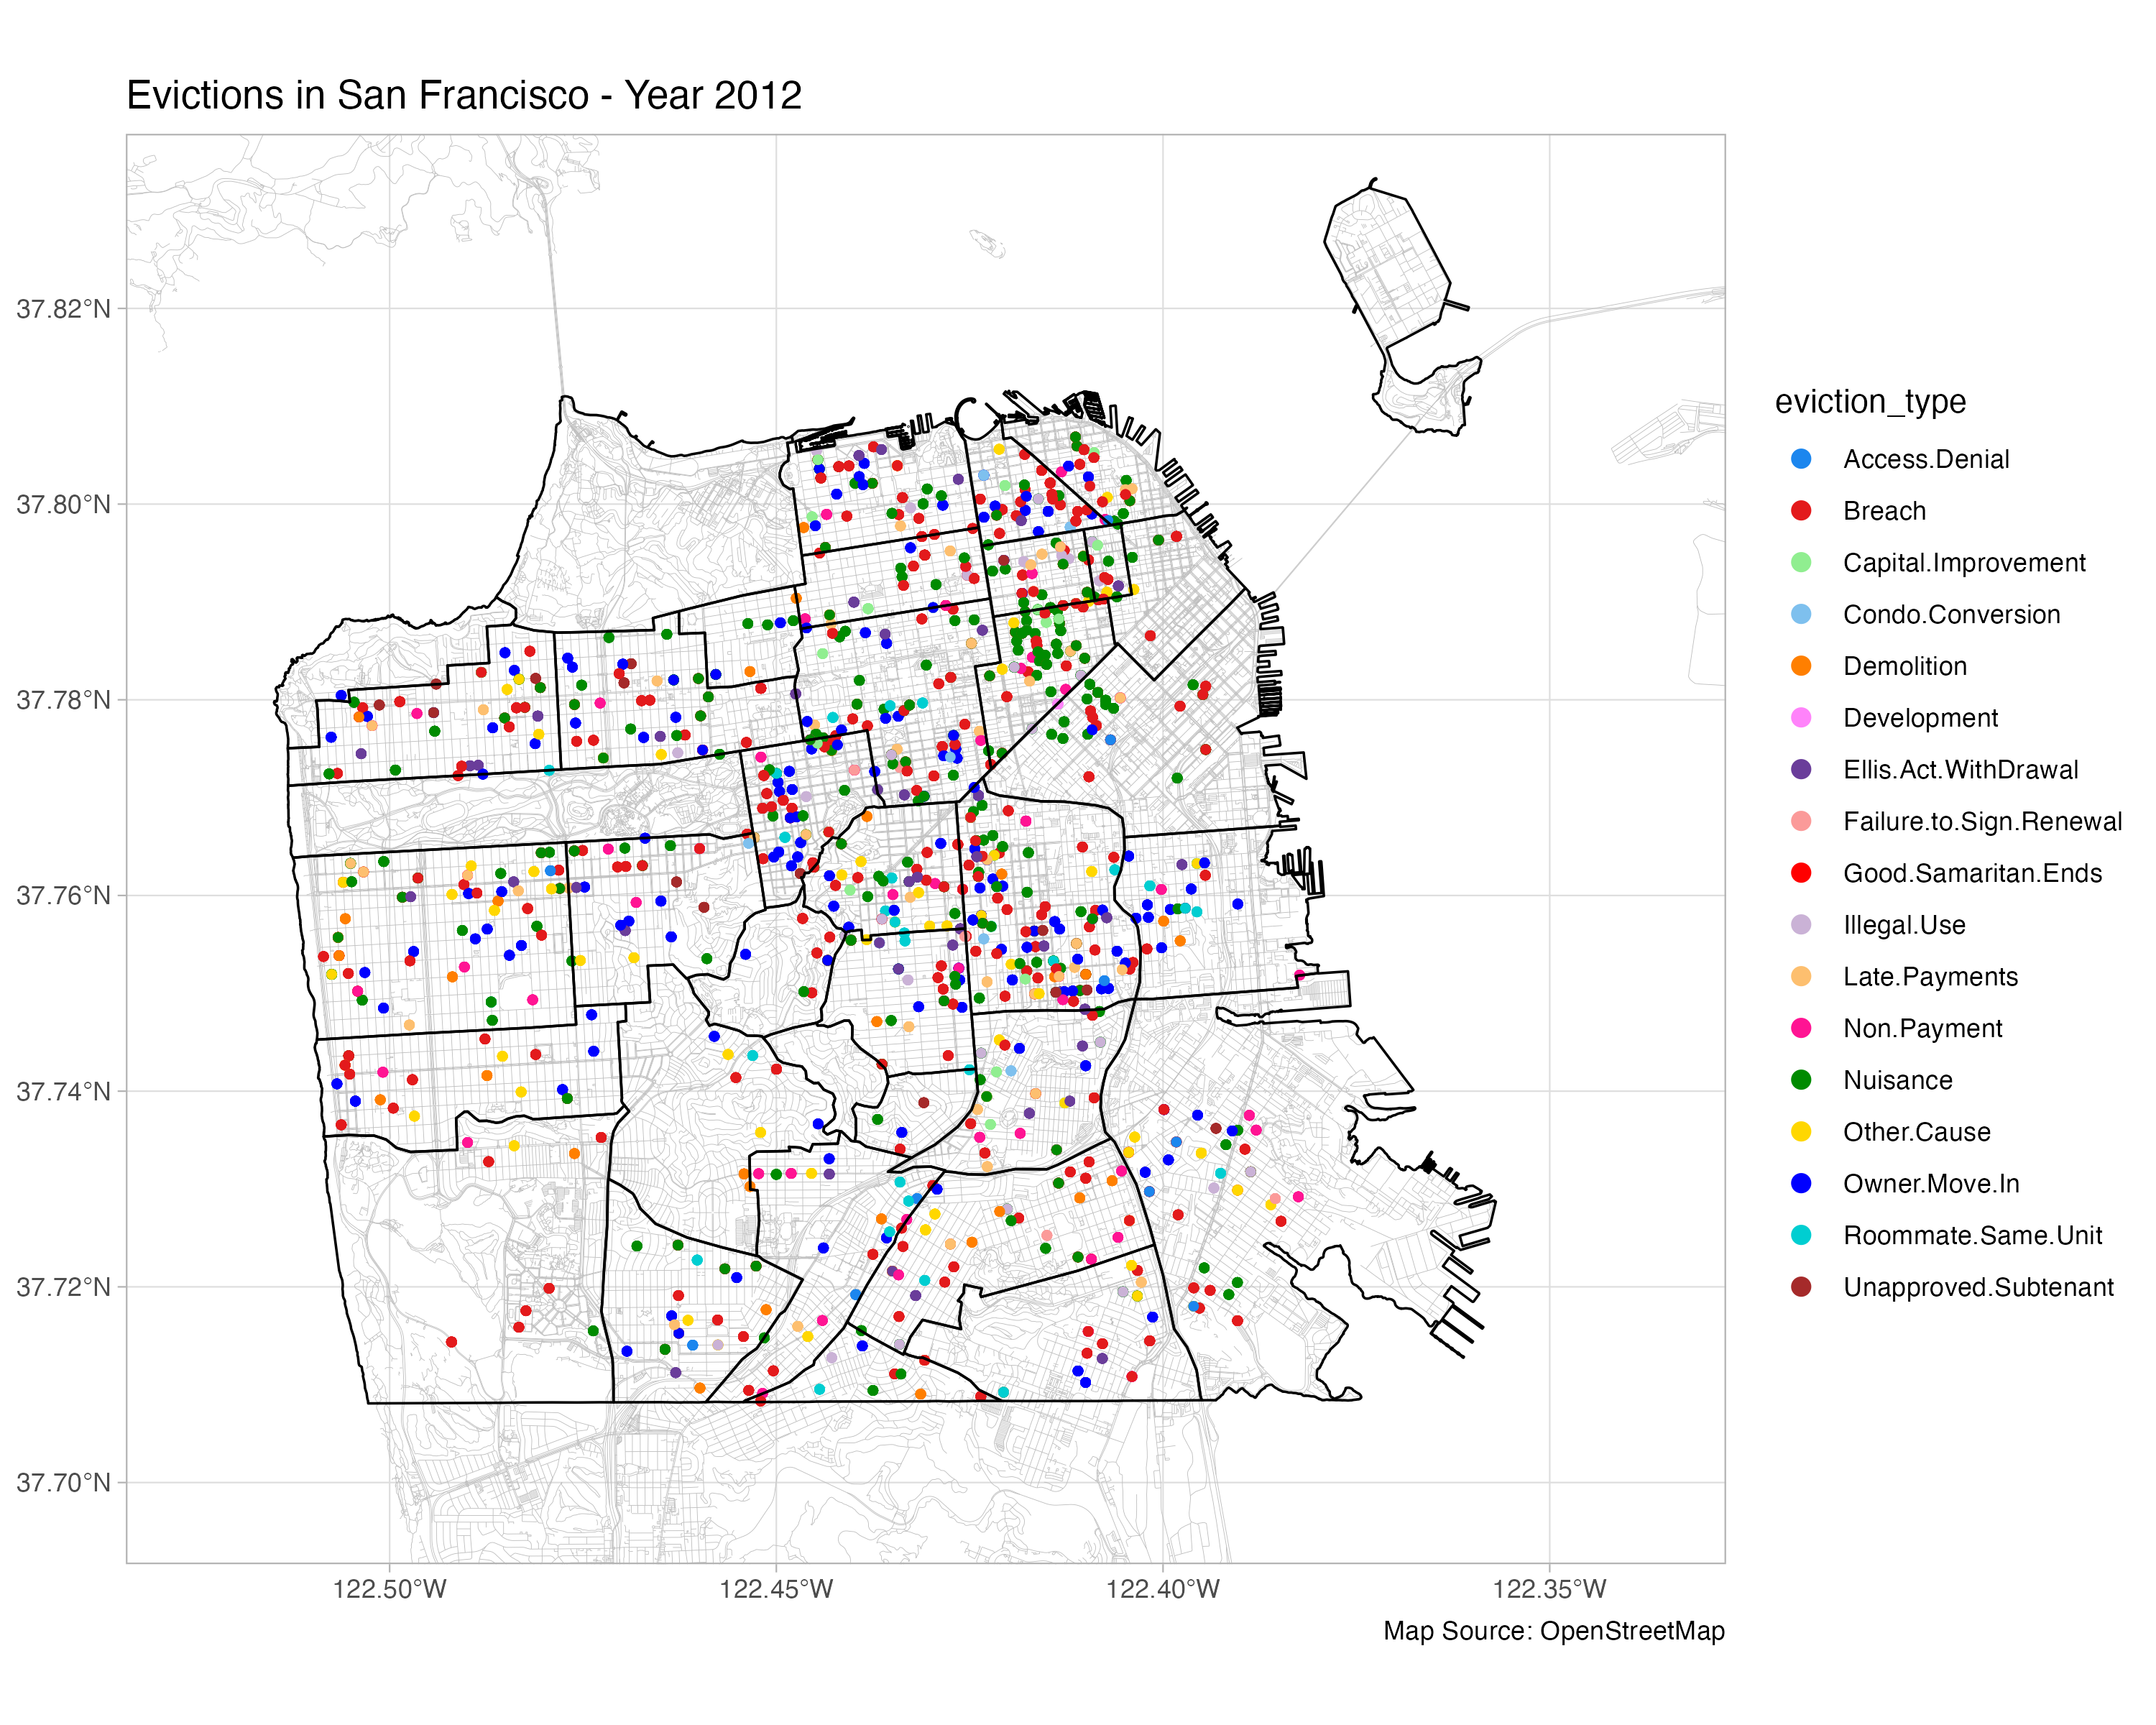 Evictions in San Francisco - Year 2012
37.82°N
37.80°N
37.78°N
37.76°N
37.74°N
37.72°N
37.70°N
122.50°W
122.45°W
122.40°W
122.35°W
Map Source: OpenStreetMap
eviction_type
Access.Denial
Breach
Capital.Improvement
Condo.Conversion
Demolition
Development
Ellis.Act.WithDrawal
Failure.to.Sign.Renewal
Good.Samaritan.Ends
Illegal.Use
Late.Payments
Non.Payment
Nuisance
Other.Cause
Owner.Move.In
Roommate.Same.Unit
Unapproved.Subtenant